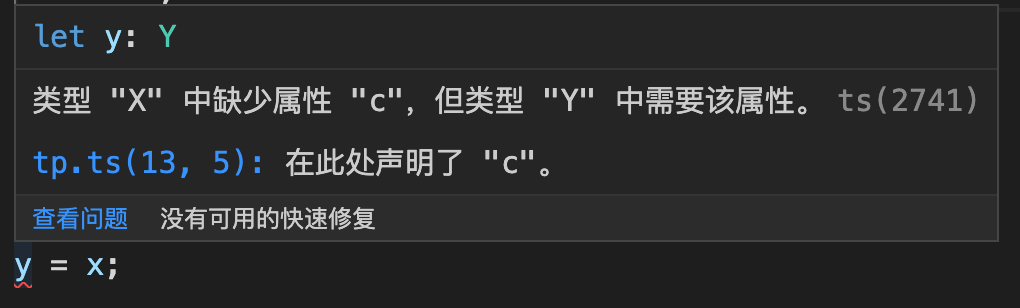 let y: Y
类型 "X" 中缺少属性 "c"，但类型 "Y" 中需要该属性。 ts(2741)
tp.ts(13, 5): 在此处声明了 "c"。
查看问题 没有可用的快速修复
y = x;